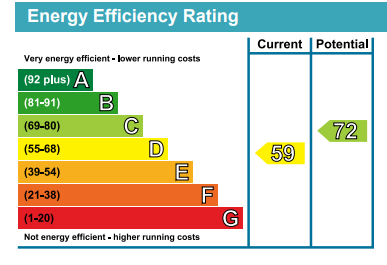 Energy Efficiency Rating
Current Potential
Very energy efficient - lower running costs
(92 plus) A
(81-91) B
(69-80) C
72
(55-68) D
59
(39-54) E
(21-38) F
(1-20) G
Not energy efficient - higher running costs